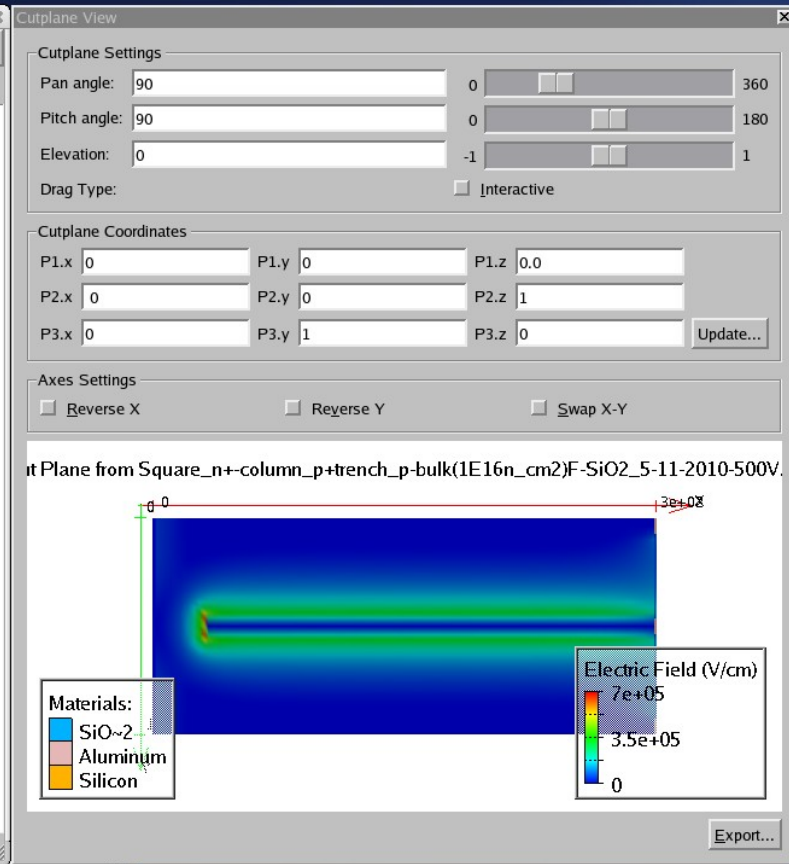 Cutplane View
Cutplane Settings
Pan angle: 90 0 360
Pitch angle: 90 0 180
Elevation: 0 -1 1
Drag Type: Interactive
Cutplane Coordinates
P1.x 0 P1.y 0 P1.z 0.0
P2.x 0 P2.y 0 P2.z 1
P3.x 0 P3.y 1 P3.z 0 Update...
Axes Settings
Reverse X Reverse Y Swap X-Y
t Plane from Square_n+-column_p+trench_p-bulk(1E16n_cm2)F-SiO2_5-11-2010-500V.
0 0
Electric Field (V/cm)
7e+05
3.5e+05
0
Materials:
SiO~2
Aluminum
Silicon
Export...